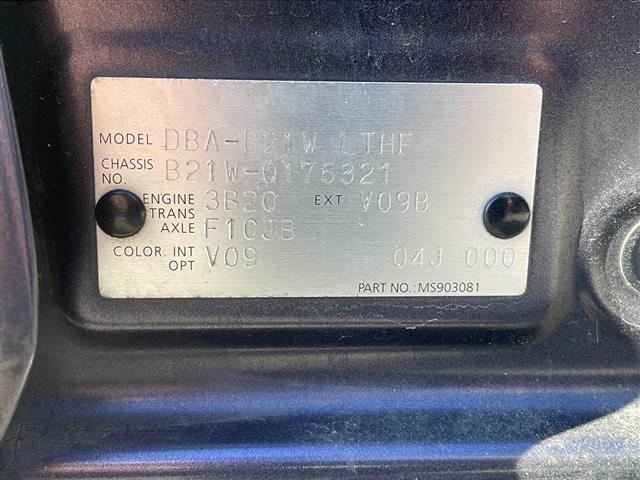 MODEL DBA-B21W LTHF
CHASSIS NO. B21W-0176321
ENGINE 3B20 EXT V09B
TRANS AXLE F1CJB
COLOR. INT V09
OPT 04J 000
PART NO.:MS903081